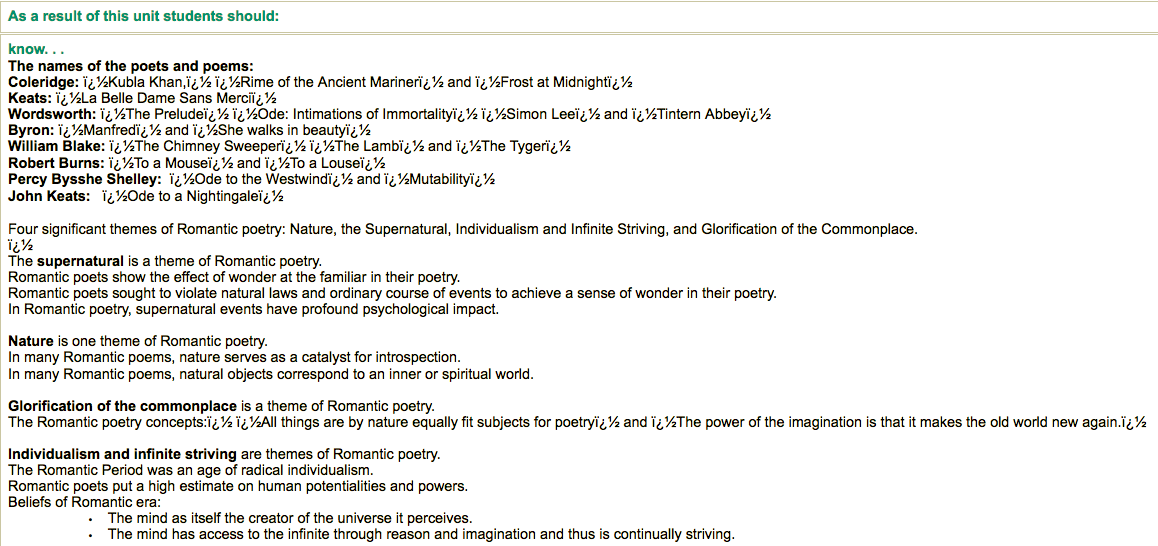 As a result of this unit students should:
know. . .
The names of the poets and poems:
Coleridge: ï¿½Kubla Khan,ï¿½ ï¿½Rime of the Ancient Marinerï¿½ and ï¿½Frost at Midnightï¿½
Keats: ï¿½La Belle Dame Sans Merciï¿½
Wordsworth: ï¿½The Preludeï¿½ ï¿½Ode: Intimations of Immortalityï¿½ ï¿½Simon Leeï¿½ and ï¿½Tintern Abbeyï¿½
Byron: ï¿½Manfredï¿½ and ï¿½She walks in beautyï¿½
William Blake: ï¿½The Chimney Sweeperï¿½ ï¿½The Lambï¿½ and ï¿½The Tygerï¿½
Robert Burns: ï¿½To a Mouseï¿½ and ï¿½To a Louseï¿½
Percy Bysshe Shelley: ï¿½Ode to the Westwindï¿½ and ï¿½Mutabilityï¿½
John Keats: ï¿½Ode to a Nightingaleï¿½
Four significant themes of Romantic poetry: Nature, the Supernatural, Individualism and Infinite Striving, and Glorification of the Commonplace.
ï¿½
The supernatural is a theme of Romantic poetry.
Romantic poets show the effect of wonder at the familiar in their poetry.
Romantic poets sought to violate natural laws and ordinary course of events to achieve a sense of wonder in their poetry.
In Romantic poetry, supernatural events have profound psychological impact.
Nature is one theme of Romantic poetry.
In many Romantic poems, nature serves as a catalyst for introspection.
In many Romantic poems, natural objects correspond to an inner or spiritual world.
Glorification of the commonplace is a theme of Romantic poetry.
The Romantic poetry concepts:ï¿½ ï¿½All things are by nature equally fit subjects for poetryï¿½ and ï¿½The power of the imagination is that it makes the old world new again.ï¿½
Individualism and infinite striving are themes of Romantic poetry.
The Romantic Period was an age of radical individualism.
Romantic poets put a high estimate on human potentialities and powers.
Beliefs of Romantic era:
• The mind as itself the creator of the universe it perceives.
• The mind has access to the infinite through reason and imagination and thus is continually striving.